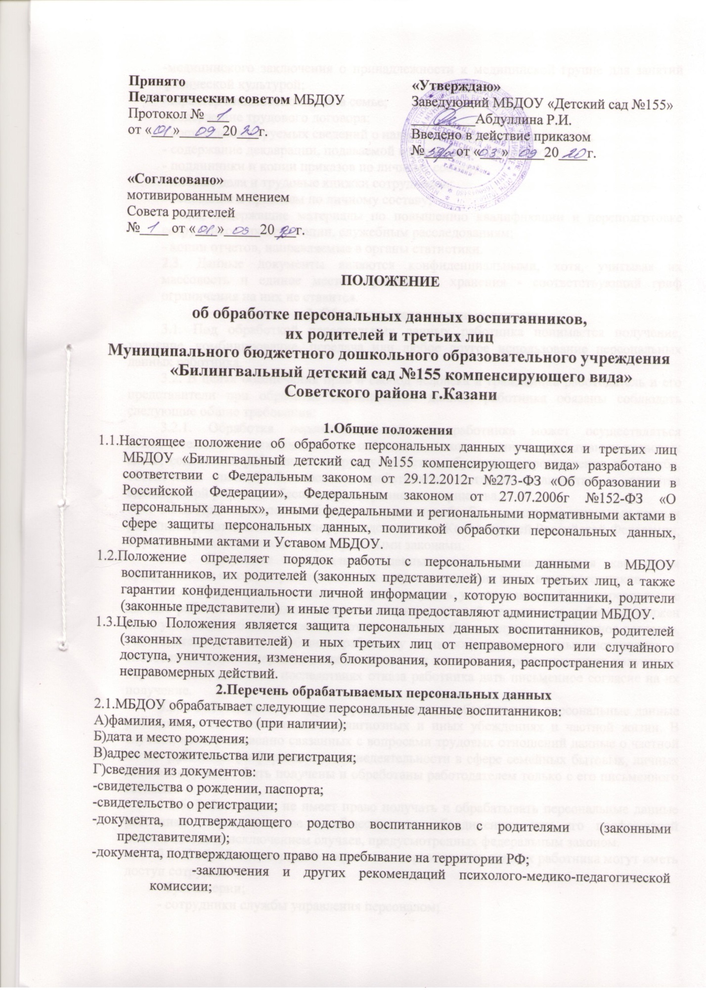 Принято
Педагогическим советом МБДОУ
Протокол № 1
от «01» 09 2020г.
«Утверждаю»
Заведующий МБДОУ «Детский сад №155»
Абдуллина Р.И.
Введено в действие приказом
№ от «03» 09 2020г.
«Согласовано»
мотивированным мнением
Совета родителей
№ 1 от «01» 09 2020г.
ПОЛОЖЕНИЕ
об обработке персональных данных воспитанников,
их родителей и третьих лиц
Муниципального бюджетного дошкольного образовательного учреждения
«Билингвальный детский сад №155 компенсирующего вида»
Советского района г.Казани
1.Общие положения
1.1.Настоящее положение об обработке персональных данных учащихся и третьих лиц
МБДОУ «Билингвальный детский сад №155 компенсирующего вида» разработано в
соответствии с Федеральным законом от 29.12.2012г №273-ФЗ «Об образовании в
Российской Федерации», Федеральным законом от 27.07.2006г №152-ФЗ «О
персональных данных», иными федеральными и региональными нормативными актами в
сфере защиты персональных данных, политикой обработки персональных данных,
нормативными актами и Уставом МБДОУ.
1.2.Положение определяет порядок работы с персональными данными в МБДОУ
воспитанников, их родителей (законных представителей) и иных третьих лиц, а также
гарантии конфиденциальности личной информации , которую воспитанники, родители
(законные представители) и иные третьи лица предоставляют администрации МБДОУ.
1.3.Целью Положения является защита персональных данных воспитанников, родителей
(законных представителей) и ных третьих лиц от неправомерного или случайного
доступа, уничтожения, изменения, блокирования, копирования, распространения и иных
неправомерных действий.
2.Перечень обрабатываемых персональных данных
2.1.МБДОУ обрабатывает следующие персональные данные воспитанников:
А)фамилия, имя, отчество (при наличии);
Б)дата и место рождения;
В)адрес местожительства или регистрация;
Г)сведения из документов:
-свидетельства о рождении, паспорта;
-свидетельство о регистрации;
-документа, подтверждающего родство воспитанников с родителями (законными
представителями);
-документа, подтверждающего право на пребывание на территории РФ;
-заключения и других рекомендаций психолого-медико-педагогической
комиссии;